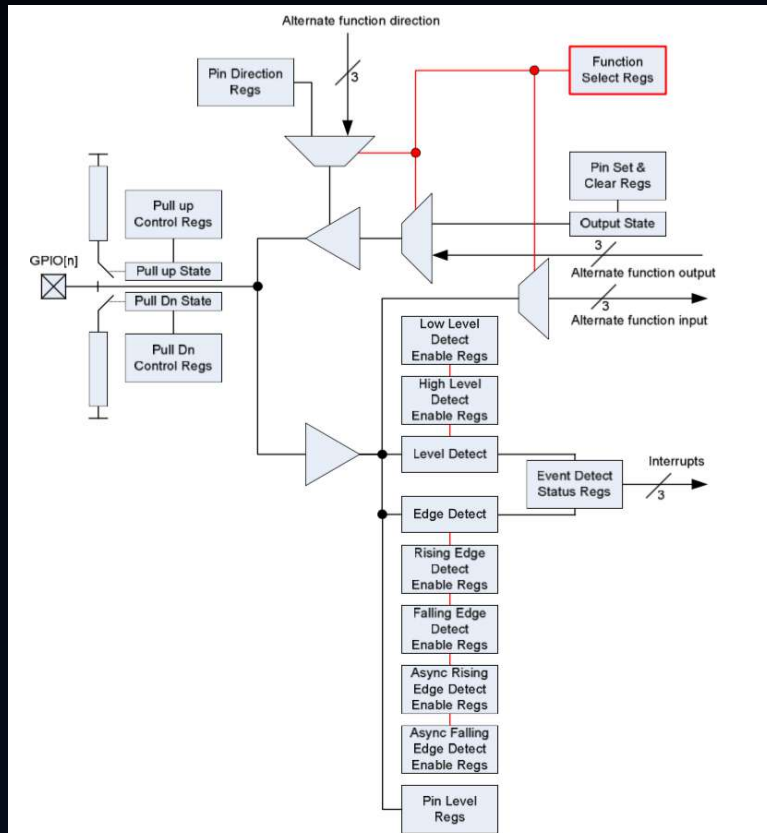 Alternate function direction
3
Pin Direction
Regs
Function
Select Regs
Pin Set &
Clear Regs
Output State
3
Alternate function output
3
Alternate function input
Pull up
Control Regs
Pull up State
GPIO[n]
Pull Dn State
Pull Dn
Control Regs
Low Level
Detect
Enable Regs
High Level
Detect
Enable Regs
Level Detect
Event Detect
Status Regs
Interrupts
3
Edge Detect
Rising Edge
Detect
Enable Regs
Falling Edge
Detect
Enable Regs
Async Rising
Edge Detect
Enable Regs
Async Falling
Edge Detect
Enable Regs
Pin Level
Regs